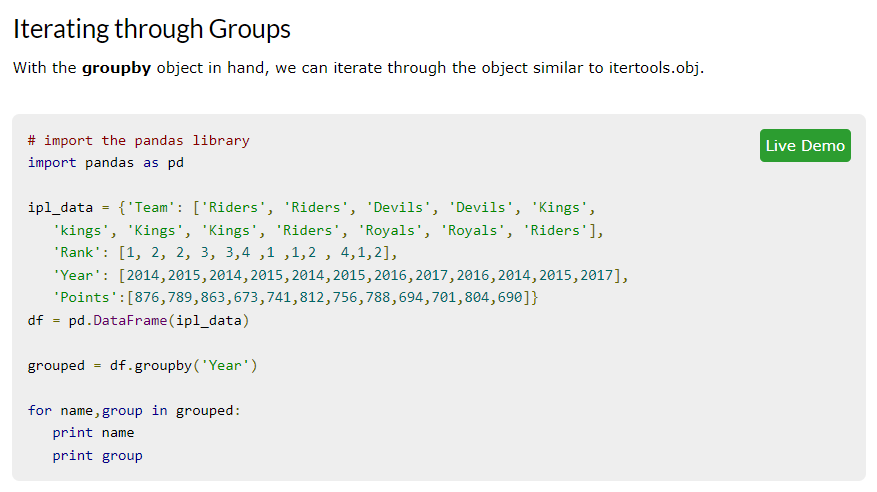 Iterating through Groups
With the groupby object in hand, we can iterate through the object similar to itertools.obj.
Live Demo
# import the pandas library
import pandas as pd
ipl_data = {'Team': ['Riders', 'Riders', 'Devils', 'Devils', 'Kings',
   'kings', 'Kings', 'Kings', 'Riders', 'Royals', 'Royals', 'Riders'],
   'Rank': [1, 2, 2, 3, 3,4 ,1 ,1,2 , 4,1,2],
   'Year': [2014,2015,2014,2015,2014,2015,2016,2017,2016,2014,2015,2017],
   'Points':[876,789,863,673,741,812,756,788,694,701,804,690]}
df = pd.DataFrame(ipl_data)
grouped = df.groupby('Year')
for name,group in grouped:
   print name
   print group